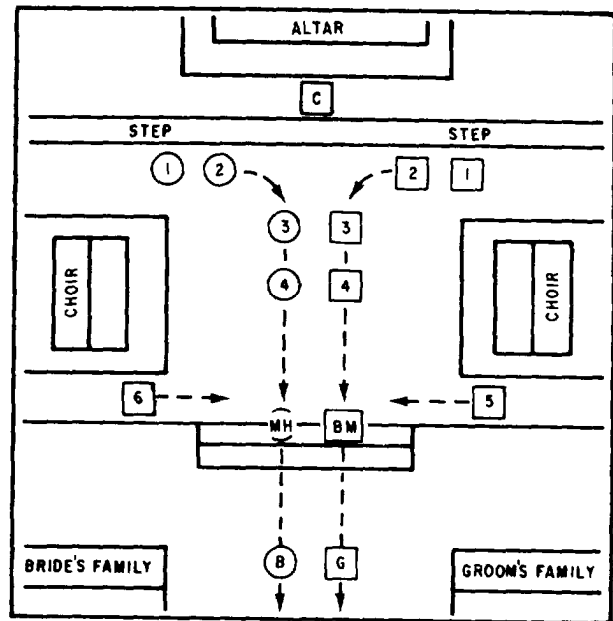 ALTAR
C
STEP STEP
1 2 2 1
3 3
4 4
CHOIR CHOIR
6 5
MH BM
B G
BRIDE'S FAMILY GROOM'S FAMILY